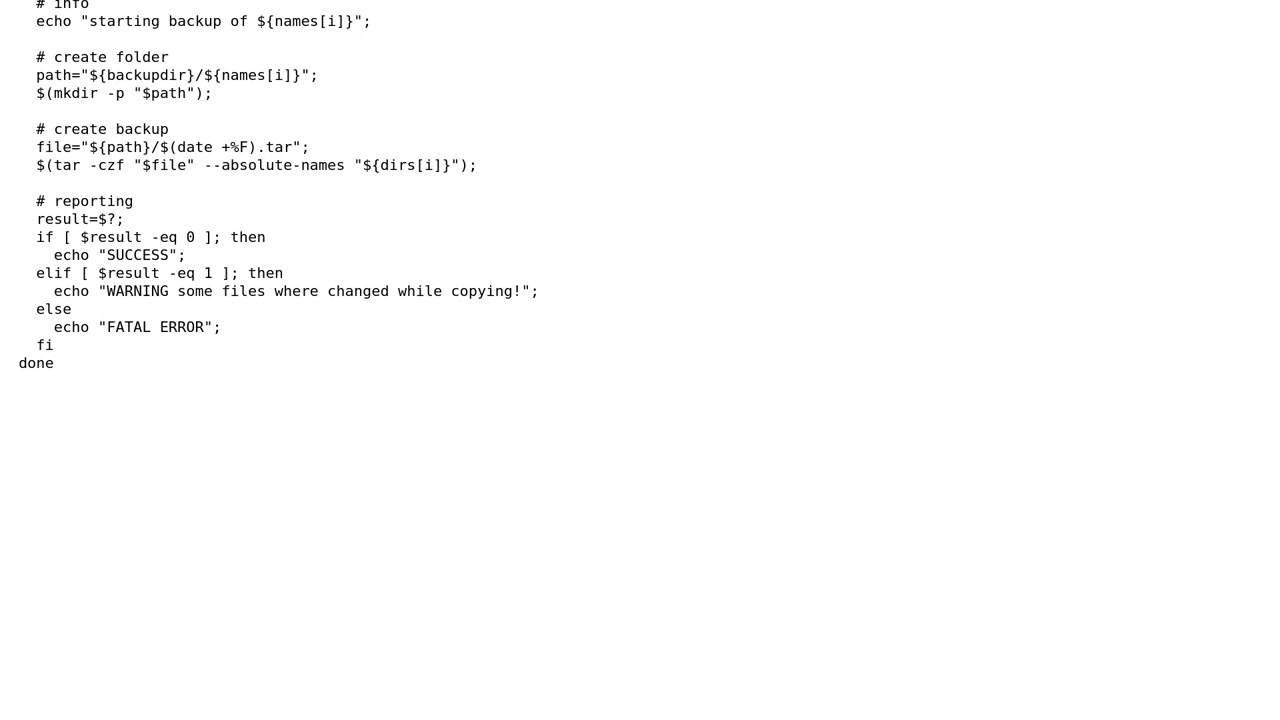 # info
echo "starting backup of ${names[i]}";
# create folder
path="${backupdir}/${names[i]}";
$(mkdir -p "$path");
# create backup
file="${path}/$(date +%F).tar";
$(tar -czf "$file" --absolute-names "${dirs[i]}");
# reporting
result=$?;
if [ $result -eq 0 ]; then
echo "SUCCESS";
elif [ $result -eq 1 ]; then
echo "WARNING some files where changed while copying!";
else
echo "FATAL ERROR";
fi
done